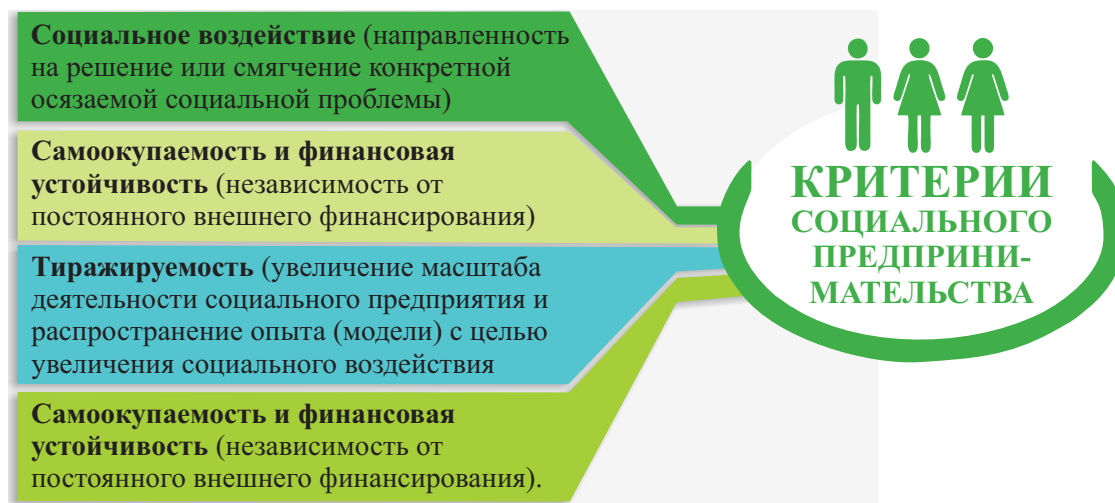 Социальное воздействие (направленность
на решение или смягчение конкретной
осязаемой социальной проблемы)
Самоокупаемость и финансовая
устойчивость (независимость от
постоянного внешнего финансирования)
Тиражируемость (увеличение масштаба
деятельности социального предприятия и
распространение опыта (модели) с целью
увеличения социального воздействия
Самоокупаемость и финансовая
устойчивость (независимость от
постоянного внешнего финансирования).
КРИТЕРИИ
СОЦИАЛЬНОГО
ПРЕДПРИНИ-
МАТЕЛЬСТВА